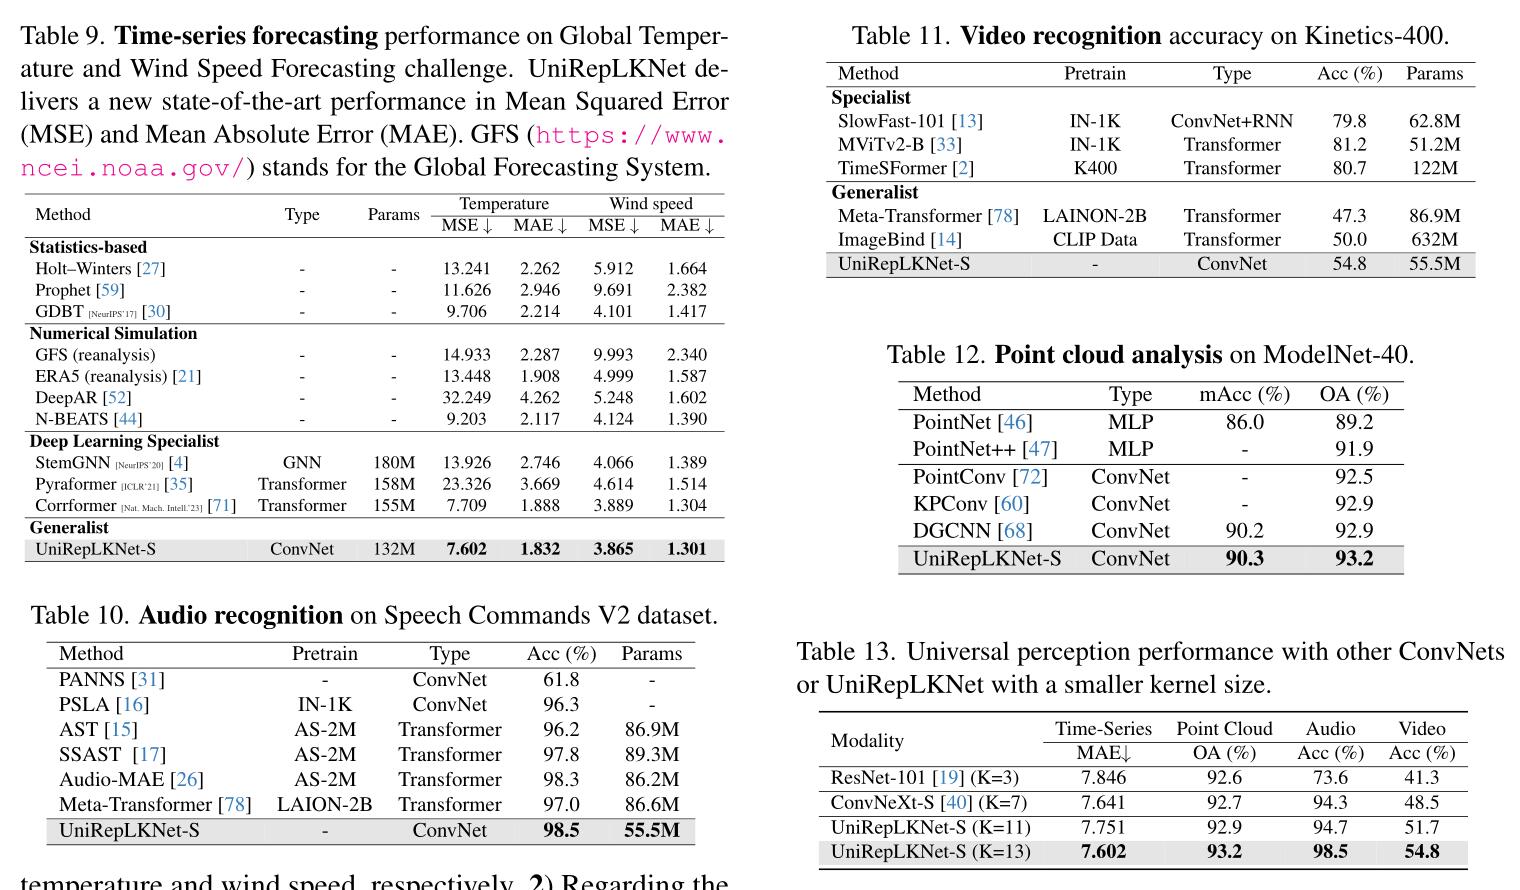 Table 9. Time-series forecasting performance on Global Temper-
ature and Wind Speed Forecasting challenge. UniRepLKNet de-
livers a new state-of-the-art performance in Mean Squared Error
(MSE) and Mean Absolute Error (MAE). GFS (https://www.
ncei.noaa.gov/) stands for the Global Forecasting System.
Method Type Params Temperature Wind speed
MSE ↓ MAE ↓ MSE ↓ MAE ↓
Statistics-based
Holt–Winters [27] - - 13.241 2.262 5.912 1.664
Prophet [59] - - 11.626 2.946 9.691 2.382
GDBT [NeurIPS'17] [30] - - 9.706 2.214 4.101 1.417
Numerical Simulation
GFS (reanalysis) - - 14.933 2.287 9.993 2.340
ERA5 (reanalysis) [21] - - 13.448 1.908 4.999 1.587
DeepAR [52] - - 32.249 4.262 5.248 1.602
N-BEATS [44] - - 9.203 2.117 4.124 1.390
Deep Learning Specialist
StemGNN [NeurIPS'20] [4] GNN 180M 13.926 2.746 4.066 1.389
Pyraformer [ICLR'21] [35] Transformer 158M 23.326 3.669 4.614 1.514
Corrformer [Nat. Mach. Intell.'23] [71] Transformer 155M 7.709 1.888 3.889 1.304
Generalist
UniRepLKNet-S ConvNet 132M 7.602 1.832 3.865 1.301
Table 10. Audio recognition on Speech Commands V2 dataset.
Method Pretrain Type Acc (%) Params
PANNS [31] - ConvNet 61.8 -
PSLA [16] IN-1K ConvNet 96.3 -
AST [15] AS-2M Transformer 96.2 86.9M
SSAST [17] AS-2M Transformer 97.8 89.3M
Audio-MAE [26] AS-2M Transformer 98.3 86.2M
Meta-Transformer [78] LAION-2B Transformer 97.0 86.6M
UniRepLKNet-S - ConvNet 98.5 55.5M
temperature and wind speed, respectively. 2) Regarding the
Table 11. Video recognition accuracy on Kinetics-400.
Method Pretrain Type Acc (%) Params
Specialist
SlowFast-101 [13] IN-1K ConvNet+RNN 79.8 62.8M
MViTv2-B [33] IN-1K Transformer 81.2 51.2M
TimeSFormer [2] K400 Transformer 80.7 122M
Generalist
Meta-Transformer [78] LAINON-2B Transformer 47.3 86.9M
ImageBind [14] CLIP Data Transformer 50.0 632M
UniRepLKNet-S - ConvNet 54.8 55.5M
Table 12. Point cloud analysis on ModelNet-40.
Method Type mAcc (%) OA (%)
PointNet [46] MLP 86.0 89.2
PointNet++ [47] MLP - 91.9
PointConv [72] ConvNet - 92.5
KPConv [60] ConvNet - 92.9
DGCNN [68] ConvNet 90.2 92.9
UniRepLKNet-S ConvNet 90.3 93.2
Table 13. Universal perception performance with other ConvNets
or UniRepLKNet with a smaller kernel size.
Modality Time-Series Point Cloud Audio Video
MAE↓ OA (%) Acc (%) Acc (%)
ResNet-101 [19] (K=3) 7.846 92.6 73.6 41.3
ConvNeXt-S [40] (K=7) 7.641 92.7 94.3 48.5
UniRepLKNet-S (K=11) 7.751 92.9 94.7 51.7
UniRepLKNet-S (K=13) 7.602 93.2 98.5 54.8